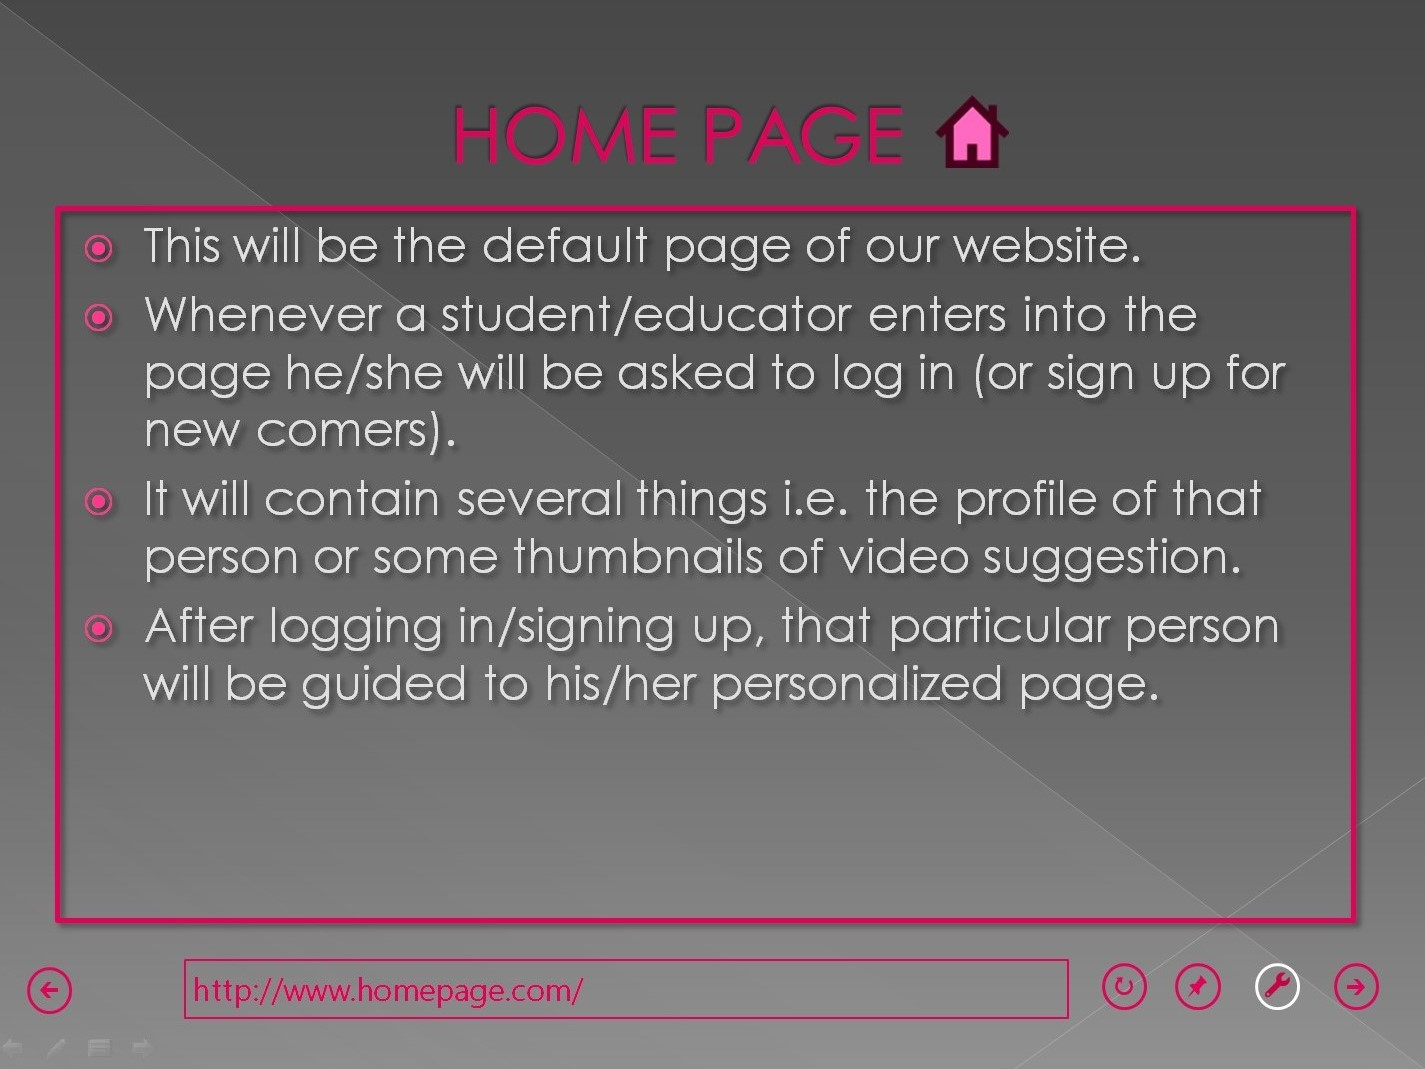 HOME PAGE
This will be the default page of our website.
Whenever a student/educator enters into the
page he/she will be asked to log in (or sign up for
new comers).
It will contain several things i.e. the profile of that
person or some thumbnails of video suggestion.
After logging in/signing up, that particular person
will be guided to his/her personalized page.
http://www.homepage.com/